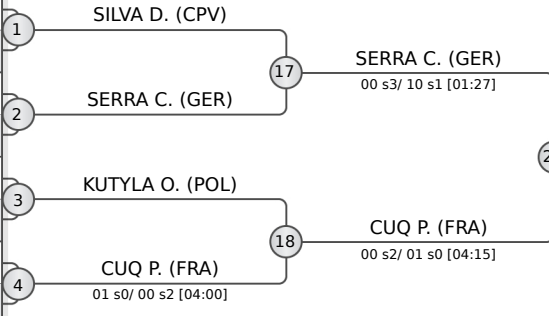 SILVA D. (CPV)
1
17
SERRA C. (GER)
00 s3/ 10 s1 [01:27]
SERRA C. (GER)
2
KUTYLA O. (POL)
3
18
CUQ P. (FRA)
00 s2/ 01 s0 [04:15]
CUQ P. (FRA)
4
01 s0/ 00 s2 [04:00]